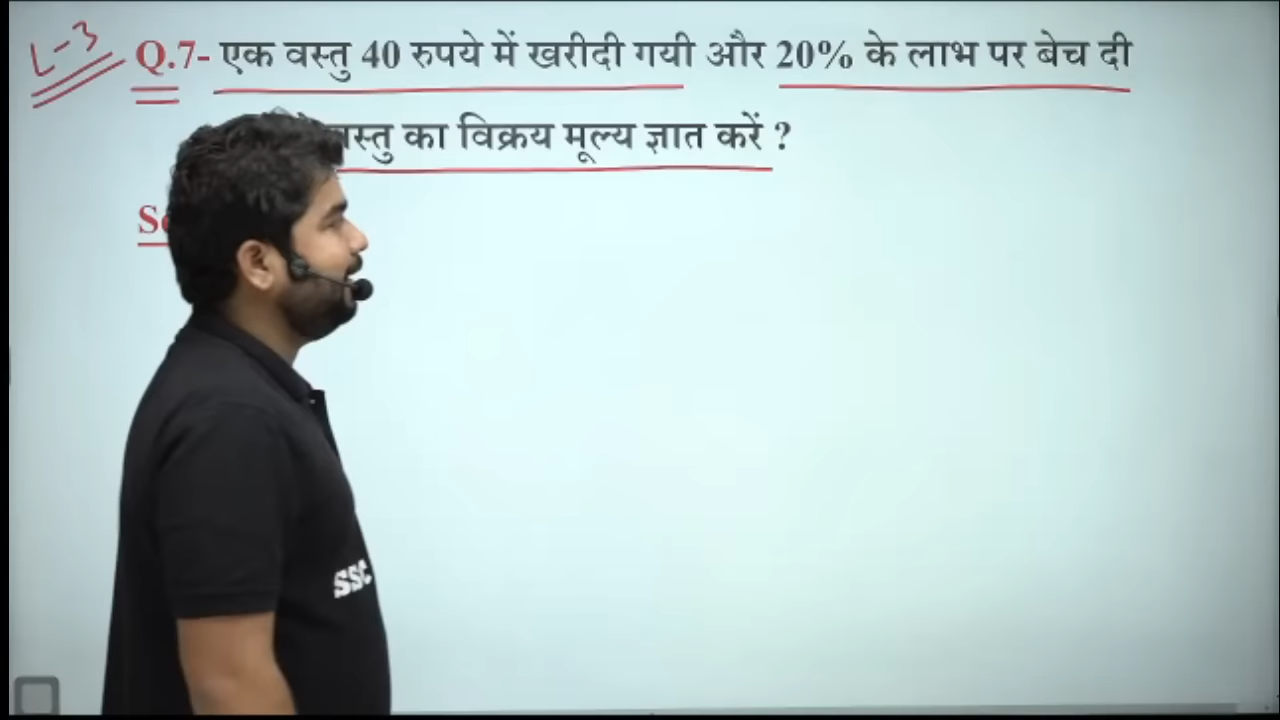 L-3
Q.7- एक वस्तु 40 रुपये में खरीदी गयी और 20% के लाभ पर बेच दी
का विक्रय मूल्य ज्ञात करें ?
SSC